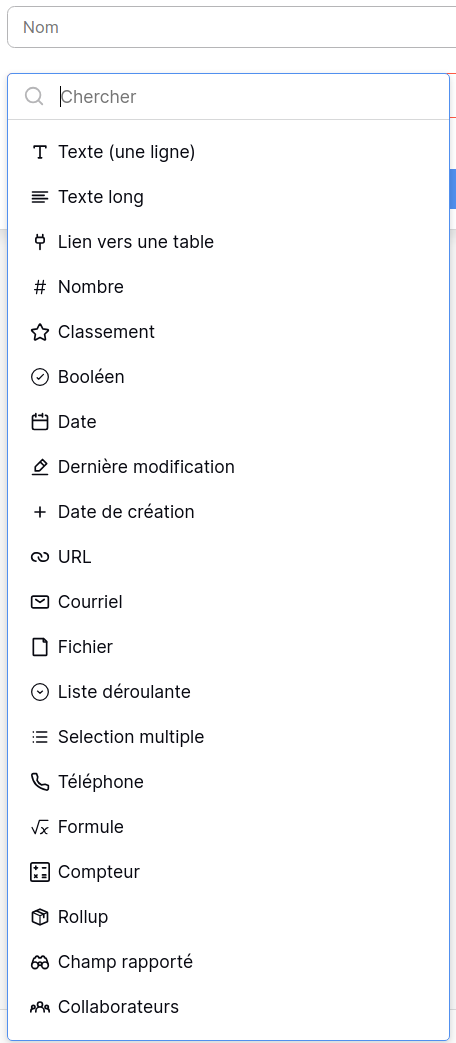 Nom
Chercher
Texte (une ligne)
Texte long
Lien vers une table
Nombre
Classement
Booléen
Date
Dernière modification
Date de création
URL
Courriel
Fichier
Liste déroulante
Selection multiple
Téléphone
Formule
Compteur
Rollup
Champ rapporté
Collaborateurs